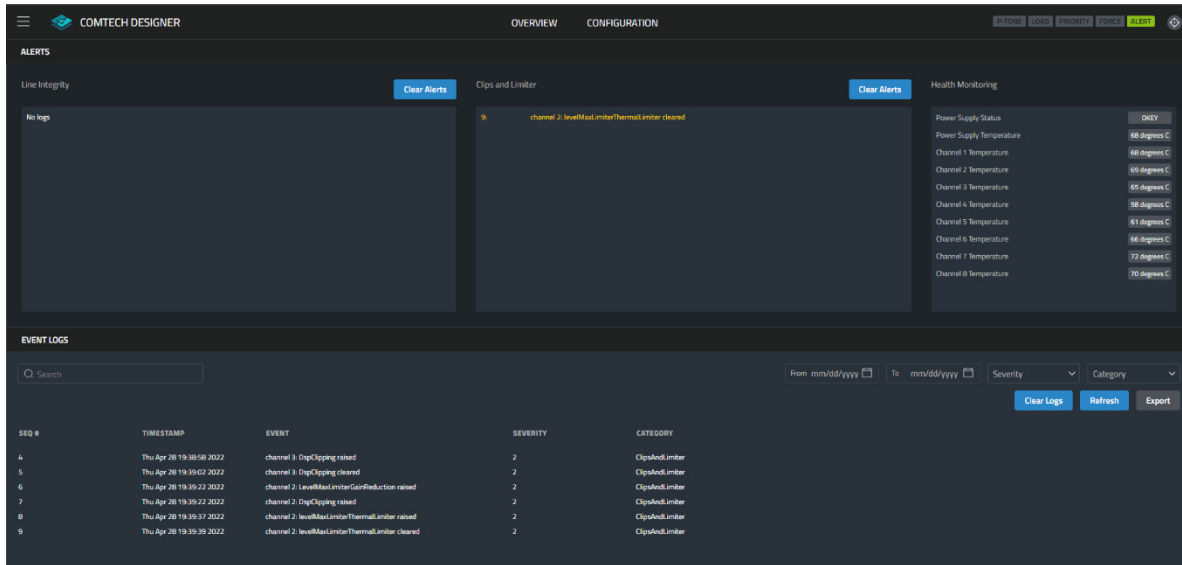 COMTECH DESIGNER
OVERVIEW CONFIGURATION
P-TONE LOAD PRIORITY FORCE ALERT
ALERTS
Line Integrity
Clear Alerts
No logs
Clips and Limiter
Clear Alerts
9: channel 2: levelMaxLimiterThermalLimiter cleared
Health Monitoring
Power Supply Status OKEY
Power Supply Temperature 68 degrees C
Channel 1 Temperature 68 degrees C
Channel 2 Temperature 69 degrees C
Channel 3 Temperature 65 degrees C
Channel 4 Temperature 58 degrees C
Channel 5 Temperature 61 degrees C
Channel 6 Temperature 66 degrees C
Channel 7 Temperature 72 degrees C
Channel 8 Temperature 70 degrees C
EVENT LOGS
Search
From mm/dd/yyyy To mm/dd/yyyy Severity Category
Clear Logs Refresh Export
SEQ # TIMESTAMP EVENT SEVERITY CATEGORY
4 Thu Apr 28 19:38:58 2022 channel 3: DspClipping raised 2 ClipsAndLimiter
5 Thu Apr 28 19:39:02 2022 channel 3: DspClipping cleared 2 ClipsAndLimiter
6 Thu Apr 28 19:39:22 2022 channel 2: LevelMaxLimiterGainReduction raised 2 ClipsAndLimiter
7 Thu Apr 28 19:39:22 2022 channel 2: DspClipping raised 2 ClipsAndLimiter
8 Thu Apr 28 19:39:37 2022 channel 2: levelMaxLimiterThermalLimiter raised 2 ClipsAndLimiter
9 Thu Apr 28 19:39:39 2022 channel 2: levelMaxLimiterThermalLimiter cleared 2 ClipsAndLimiter